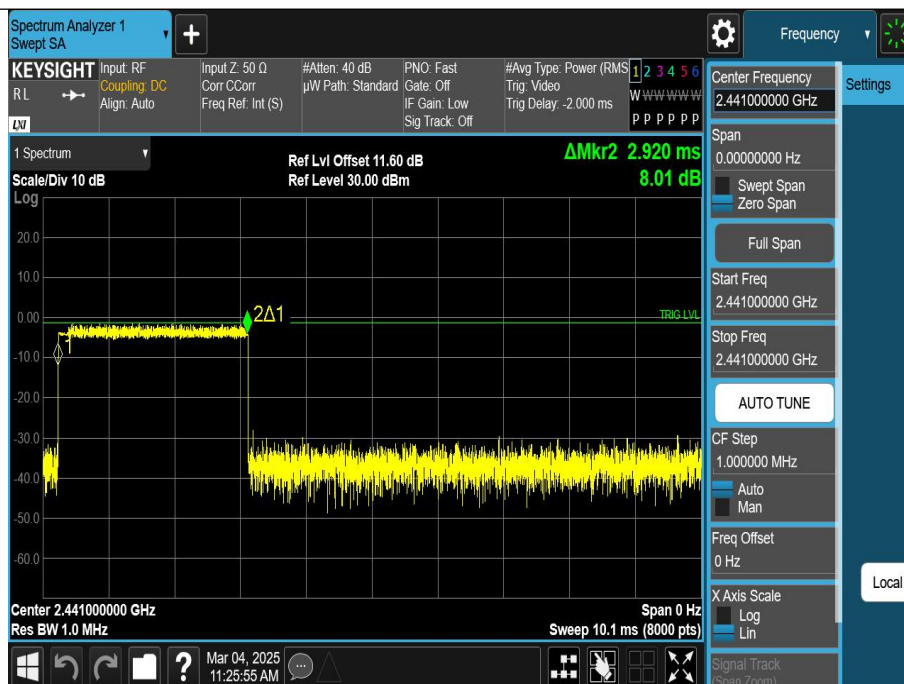 Spectrum Analyzer 1
Swept SA
+
Frequency
KEYSIGHT
R L
LXI
Input: RF
Coupling: DC
Align: Auto
Input Z: 50 Ω
Corr CCorr
Freq Ref: Int (S)
#Atten: 40 dB
µW Path: Standard
PNO: Fast
Gate: Off
IF Gain: Low
Sig Track: Off
#Avg Type: Power (RMS
Trig: Video
Trig Delay: -2.000 ms
1 2 3 4 5 6
W W W W W W
P P P P P P
1 Spectrum
Scale/Div 10 dB
Log
Ref Lvl Offset 11.60 dB
Ref Level 30.00 dBm
ΔMkr2 2.920 ms
8.01 dB
20.0
10.0
0.00
-10.0
-20.0
-30.0
-40.0
-50.0
-60.0
2Δ1
TRIG LVL
Center 2.441000000 GHz
Res BW 1.0 MHz
Span 0 Hz
Sweep 10.1 ms (8000 pts)
Center Frequency
2.441000000 GHz
Span
0.00000000 Hz
Swept Span
Zero Span
Full Span
Start Freq
2.441000000 GHz
Stop Freq
2.441000000 GHz
AUTO TUNE
CF Step
1.000000 MHz
Auto
Man
Freq Offset
0 Hz
X Axis Scale
Log
Lin
Signal Track
(Span Zoom)
Settings
Local
?
Mar 04, 2025
11:25:55 AM